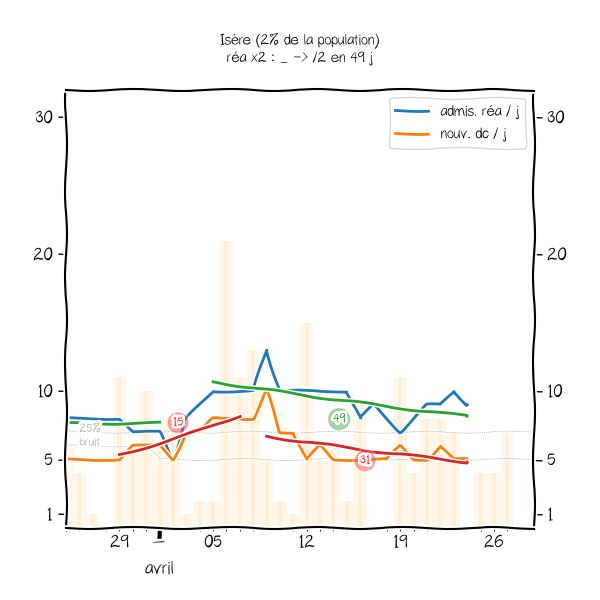 Isère (2% de la population)
réa x2 : _ -> /2 en 49 j
admis. réa / j
nouv. dc / j
30 30
20 20
10 10
5 5
1 1
15
49
31
25%
bruit
29 05 12 19 26
avril